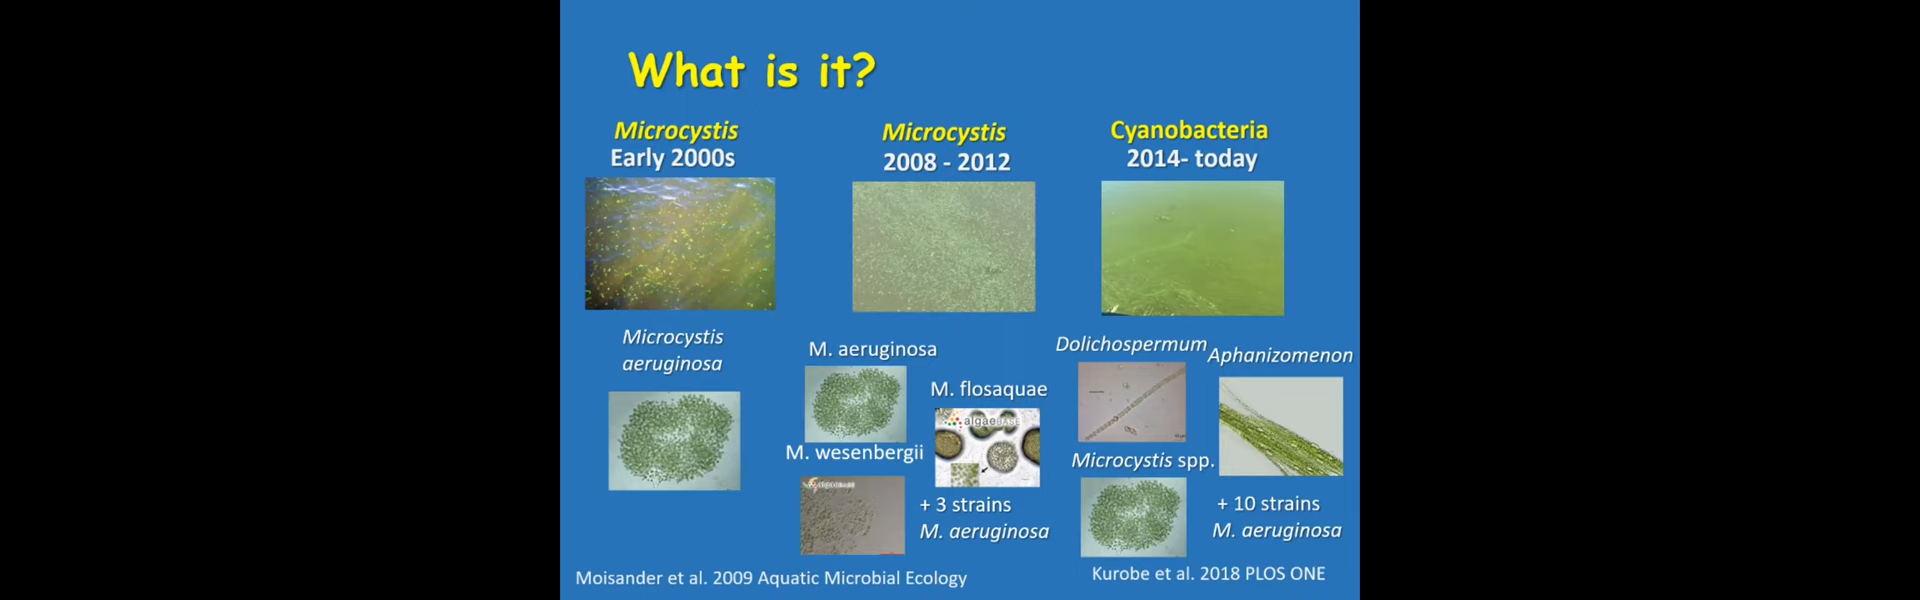 What is it?
Microcystis
Early 2000s
Microcystis
2008 - 2012
Cyanobacteria
2014- today
Microcystis
aeruginosa
M. aeruginosa
M. flosaquae
algaeBASE
M. wesenbergii
+ 3 strains
M. aeruginosa
Dolichospermum
Aphanizomenon
Microcystis spp.
+ 10 strains
M. aeruginosa
Moisander et al. 2009 Aquatic Microbial Ecology
Kurobe et al. 2018 PLOS ONE